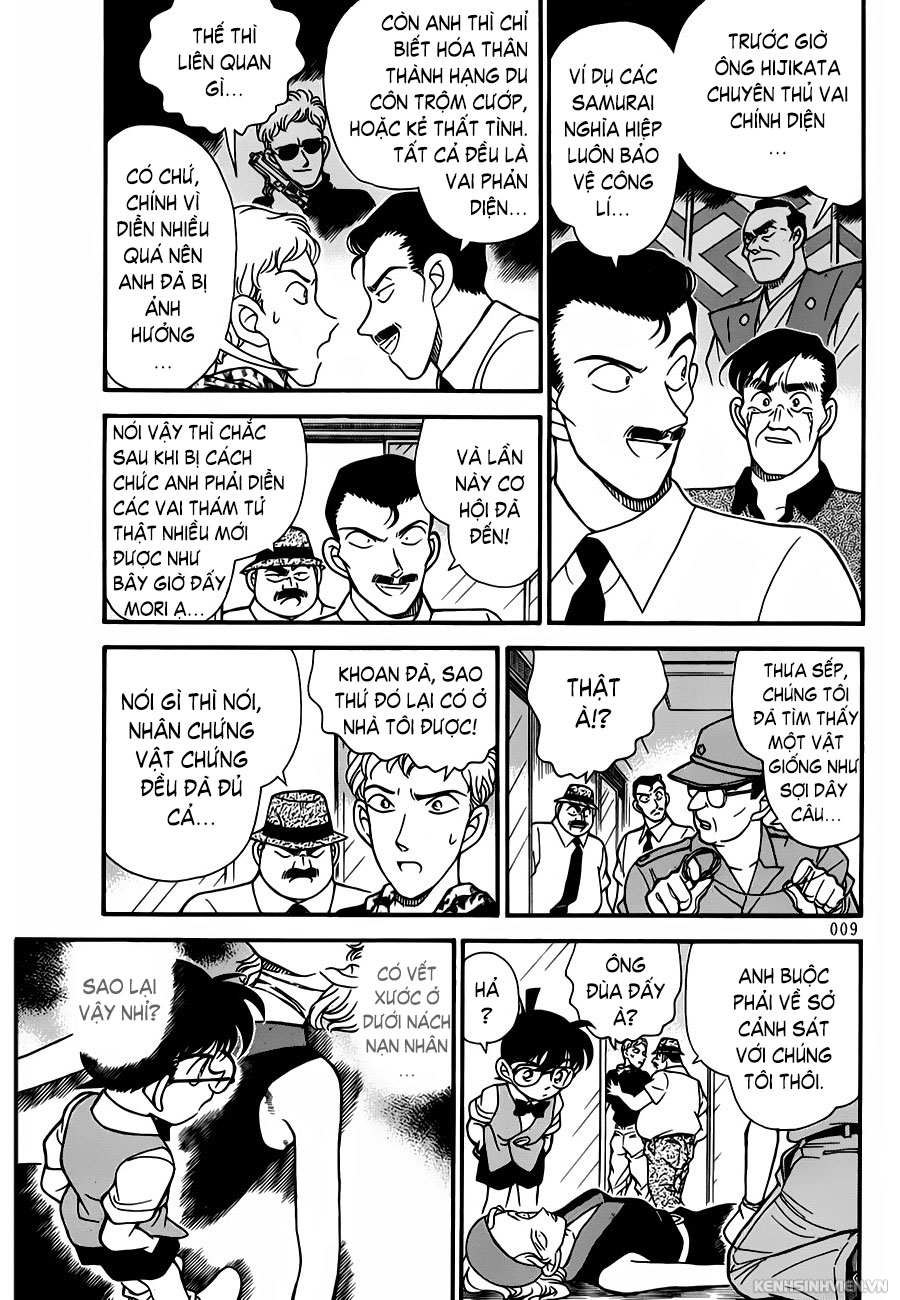 TRƯỚC GIỜ
ÔNG HIJIKATA
CHUYÊN THỦ VAI
CHÍNH DIỆN
...
VÍ DỤ CÁC
SAMURAI
NGHĨA HIỆP
LUÔN BẢO
VỆ CÔNG
LÍ...
CÒN ANH THÌ CHỈ
BIẾT HÓA THÂN
THÀNH HẠNG DU
CÔN TRỘM CƯỚP,
HOẶC KẺ THẤT TÌNH.
TẤT CẢ ĐỀU LÀ
VAI PHẢN
DIỆN...
THẾ THÌ
LIÊN QUAN
GÌ...
CÓ CHỨ,
CHÍNH VÌ
DIỄN NHIỀU
QUÁ NÊN
ANH ĐÃ BỊ
ẢNH
HƯỞNG
...
VÀ LẦN
NÀY CƠ
HỘI ĐÃ
ĐẾN!
NÓI VẬY THÌ CHẮC
SAU KHI BỊ CÁCH
CHỨC ANH PHẢI DIỄN
CÁC VAI THÁM TỬ
THẬT NHIỀU MỚI
ĐƯỢC NHƯ
BÂY GIỜ ĐẤY
MORI Ạ...
THƯA SẾP,
CHÚNG TÔI
ĐÃ TÌM THẤY
MỘT VẬT
GIỐNG NHƯ
SỢI DÂY
CÂU...
THẬT
À!?
KHOAN ĐÃ, SAO
THỨ ĐÓ LẠI CÓ Ở
NHÀ TÔI ĐƯỢC!
NÓI GÌ THÌ NÓI,
NHÂN CHỨNG
VẬT CHỨNG
ĐỀU ĐÃ ĐỦ
CẢ...
009
ANH BUỘC
PHẢI VỀ SỞ
CẢNH SÁT
VỚI CHÚNG
TÔI THÔI.
ÔNG
ĐÙA ĐẤY
À?
HẢ
?
CÓ VẾT
XƯỚC Ở
DƯỚI NÁCH
NẠN NHÂN
...
SAO LẠI
VẬY NHỈ?
KENHSINHVIEN.VN